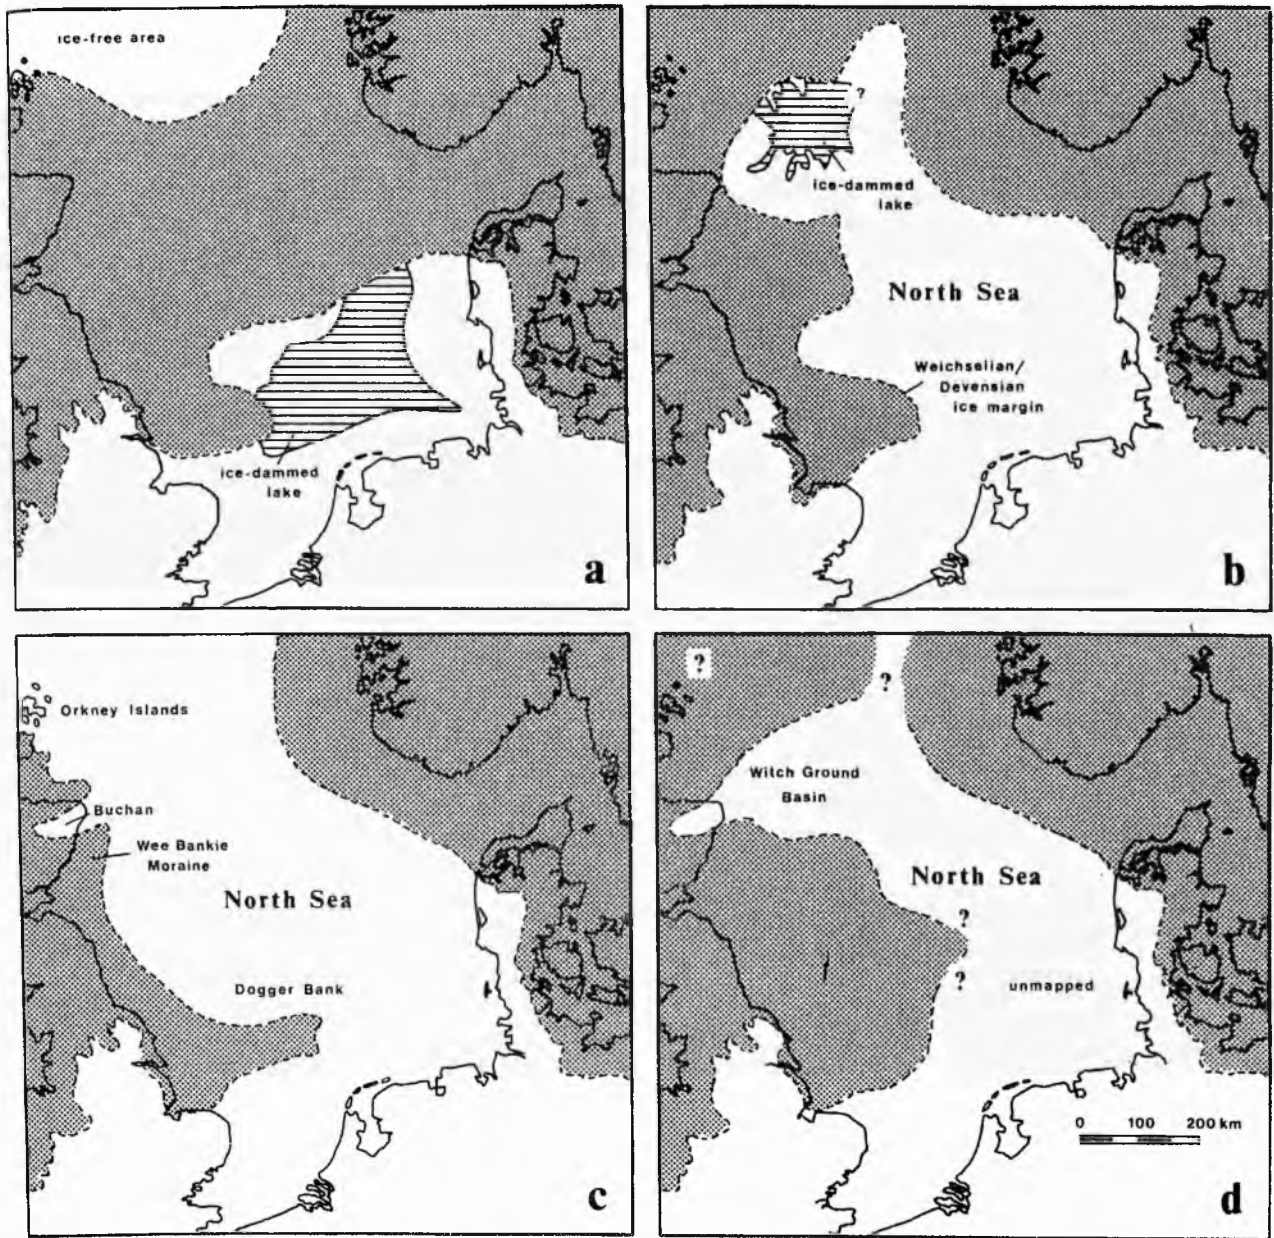 ice-free area
ice-dammed
lake
a
?
ice-dammed
lake
North Sea
Weichselian/
Devensian
ice margin
b
Orkney Islands
Buchan
Wee Bankie
Moraine
North Sea
Dogger Bank
c
?
?
Witch Ground
Basin
North Sea
?
?
unmapped
0 100 200 km
d